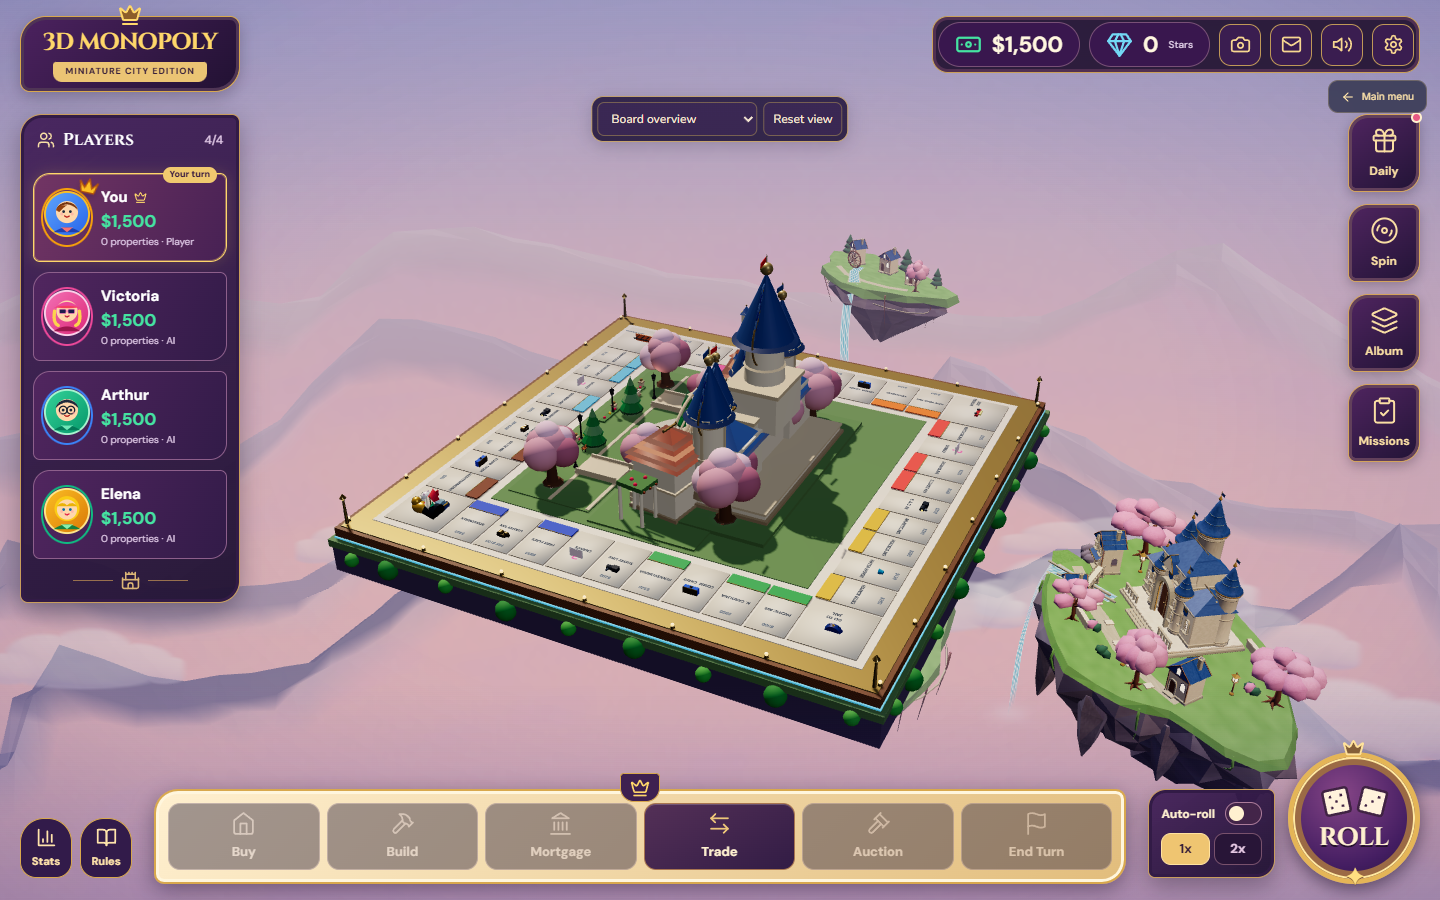 3D MONOPOLY
MINIATURE CITY EDITION
$1,500
0 Stars
Main menu
Board overview
Reset view
PLAYERS
4/4
Your turn
You
$1,500
0 properties · Player
Victoria
$1,500
0 properties · AI
Arthur
$1,500
0 properties · AI
Elena
$1,500
0 properties · AI
Daily
Spin
Album
Missions
Stats
Rules
Buy
Build
Mortgage
Trade
Auction
End Turn
Auto-roll
1x
2x
ROLL